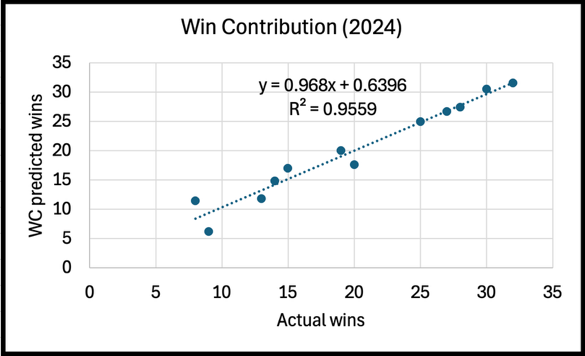 Win Contribution (2024)
y = 0.968x + 0.6396
R² = 0.9559
WC predicted wins
35
30
25
20
15
10
5
0
0 5 10 15 20 25 30 35
Actual wins